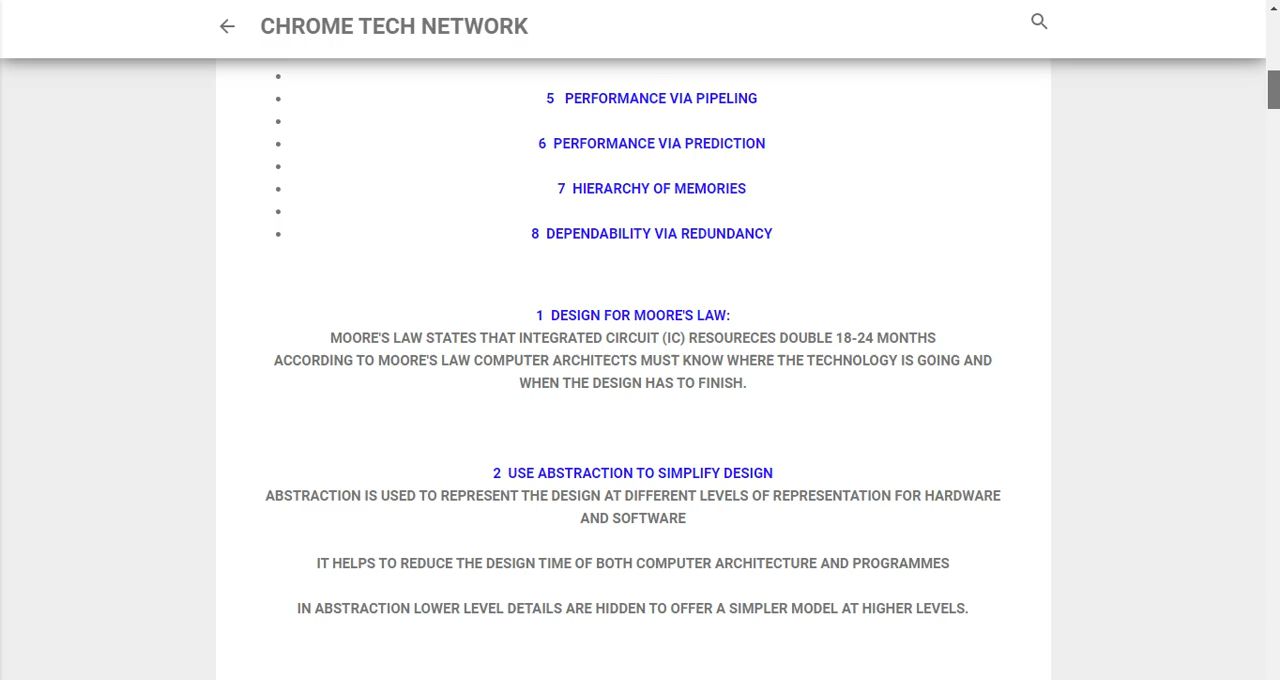 CHROME TECH NETWORK
5 PERFORMANCE VIA PIPELING
6 PERFORMANCE VIA PREDICTION
7 HIERARCHY OF MEMORIES
8 DEPENDABILITY VIA REDUNDANCY
1 DESIGN FOR MOORE'S LAW:
MOORE'S LAW STATES THAT INTEGRATED CIRCUIT (IC) RESOURECES DOUBLE 18-24 MONTHS
ACCORDING TO MOORE'S LAW COMPUTER ARCHITECTS MUST KNOW WHERE THE TECHNOLOGY IS GOING AND
WHEN THE DESIGN HAS TO FINISH.
2 USE ABSTRACTION TO SIMPLIFY DESIGN
ABSTRACTION IS USED TO REPRESENT THE DESIGN AT DIFFERENT LEVELS OF REPRESENTATION FOR HARDWARE
AND SOFTWARE
IT HELPS TO REDUCE THE DESIGN TIME OF BOTH COMPUTER ARCHITECTURE AND PROGRAMMES
IN ABSTRACTION LOWER LEVEL DETAILS ARE HIDDEN TO OFFER A SIMPLER MODEL AT HIGHER LEVELS.